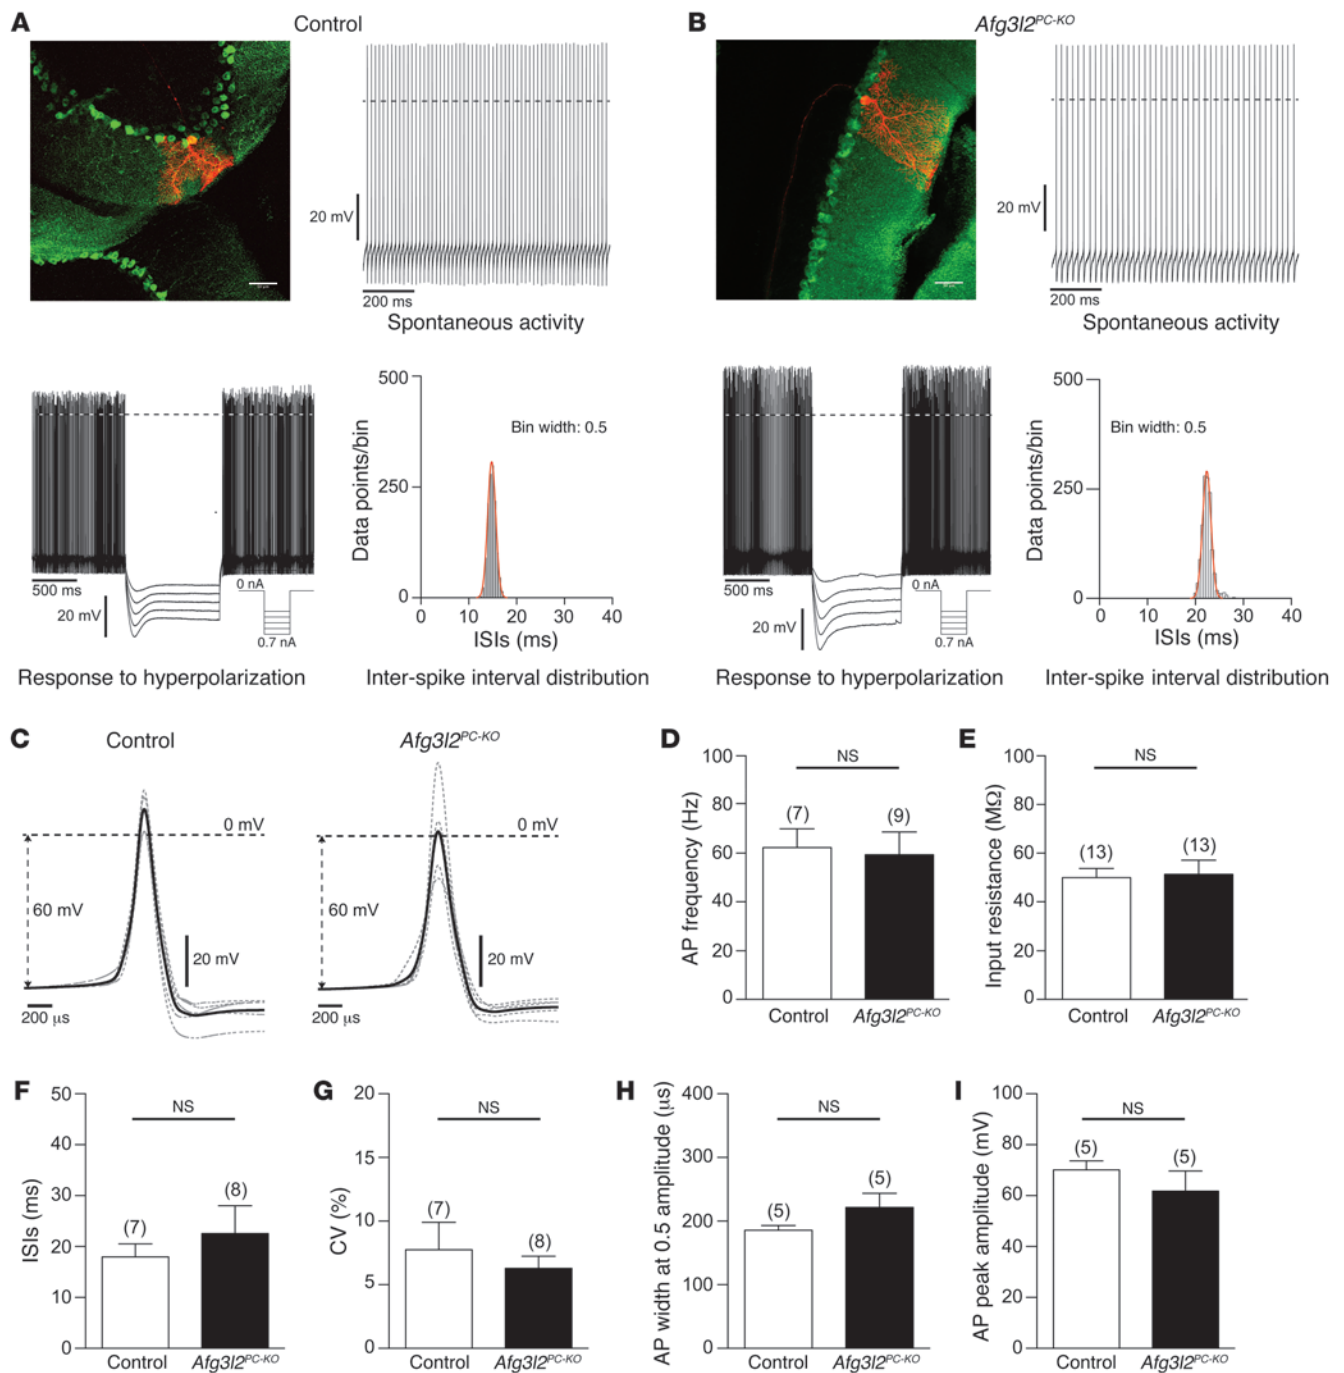 A
Control
20 mV
200 ms
Spontaneous activity
B
Afg3l2PC-KO
20 mV
200 ms
Spontaneous activity
500 ms
20 mV
0 nA
0.7 nA
Response to hyperpolarization
Data points/bin
500
250
0
Bin width: 0.5
0 10 20 30 40
ISIs (ms)
Inter-spike interval distribution
500 ms
20 mV
0 nA
0.7 nA
Response to hyperpolarization
Data points/bin
500
250
0
Bin width: 0.5
0 10 20 30 40
ISIs (ms)
Inter-spike interval distribution
C
Control
0 mV
60 mV
20 mV
200 µs
Afg3l2PC-KO
0 mV
60 mV
20 mV
200 µs
D
AP frequency (Hz)
100
80
60
40
20
0
NS
(7)
(9)
Control
Afg3l2PC-KO
E
Input resistance (MΩ)
100
80
60
40
20
0
NS
(13)
(13)
Control
Afg3l2PC-KO
F
ISIs (ms)
50
40
30
20
10
0
NS
(7)
(8)
Control
Afg3l2PC-KO
G
CV (%)
20
15
10
5
0
NS
(7)
(8)
Control
Afg3l2PC-KO
H
AP width at 0.5 amplitude (µs)
400
300
200
100
0
NS
(5)
(5)
Control
Afg3l2PC-KO
I
AP peak amplitude (mV)
100
80
60
40
20
0
NS
(5)
(5)
Control
Afg3l2PC-KO